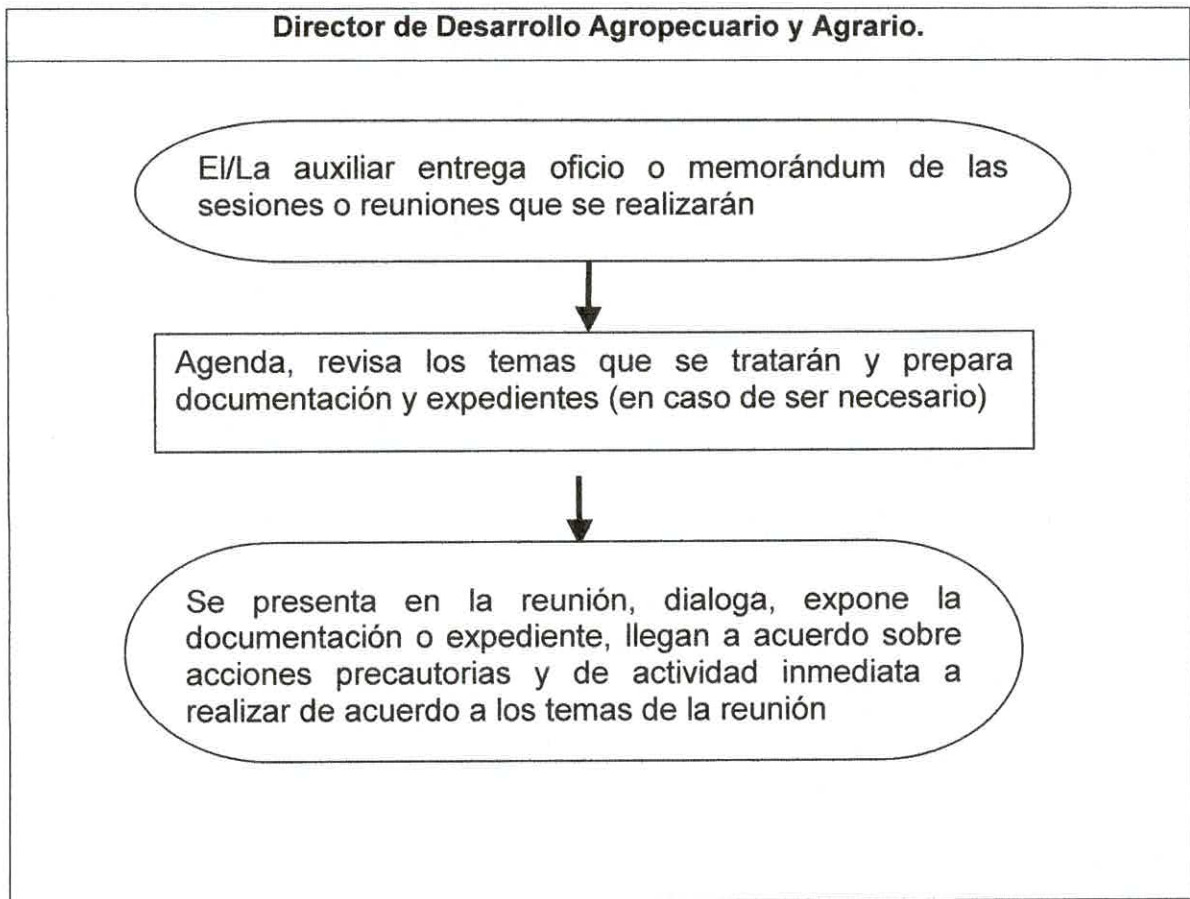 Director de Desarrollo Agropecuario y Agrario.
El/La auxiliar entrega oficio o memorándum de las
sesiones o reuniones que se realizarán
Agenda, revisa los temas que se tratarán y prepara
documentación y expedientes (en caso de ser necesario)
Se presenta en la reunión, dialoga, expone la
documentación o expediente, llegan a acuerdo sobre
acciones precautorias y de actividad inmediata a
realizar de acuerdo a los temas de la reunión